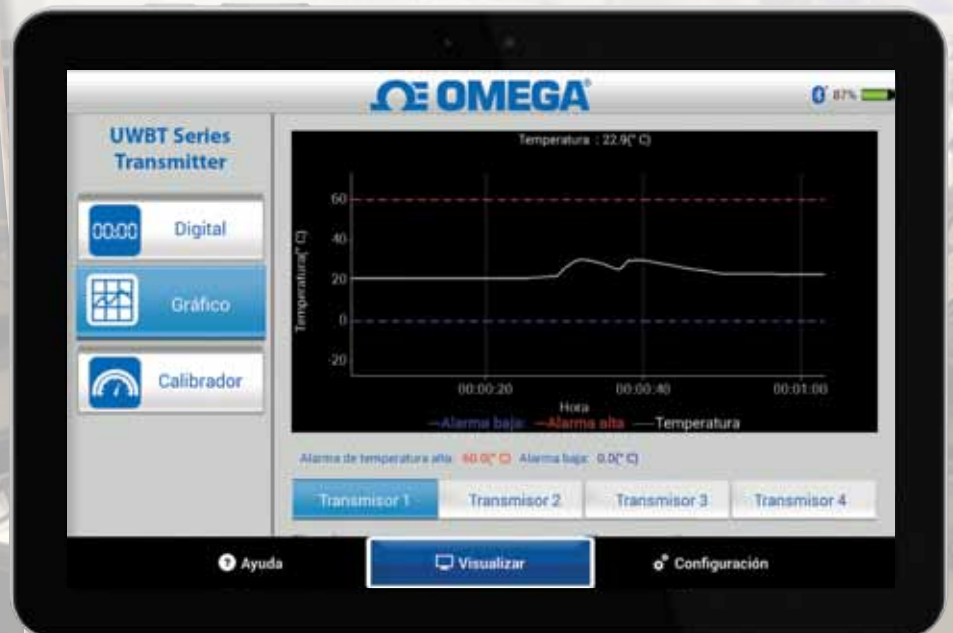 ΩE OMEGA®
87%
UWBT Series
Transmitter
00:00 Digital
Gráfico
Calibrador
Temperatura : 22.9(° C)
Temperatura(° C)
60
40
20
0
-20
00:00:20 00:00:40 00:01:00
Hora
Alarma baja: Alarma alta Temperatura
Alarma de temperatura alta: 60.0(° C) Alarma baja: 0.0(° C)
Transmisor 1 Transmisor 2 Transmisor 3 Transmisor 4
? Ayuda Visualizar Configuración